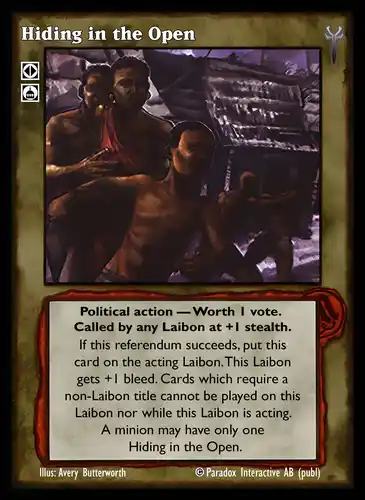 Hiding in the Open
Political action — Worth 1 vote.
Called by any Laibon at +1 stealth.
If this referendum succeeds, put this
card on the acting Laibon. This Laibon
gets +1 bleed. Cards which require a
non-Laibon title cannot be played on this
Laibon nor while this Laibon is acting.
A minion may have only one
Hiding in the Open.
Illus: Avery Butterworth
© Paradox Interactive AB (publ)